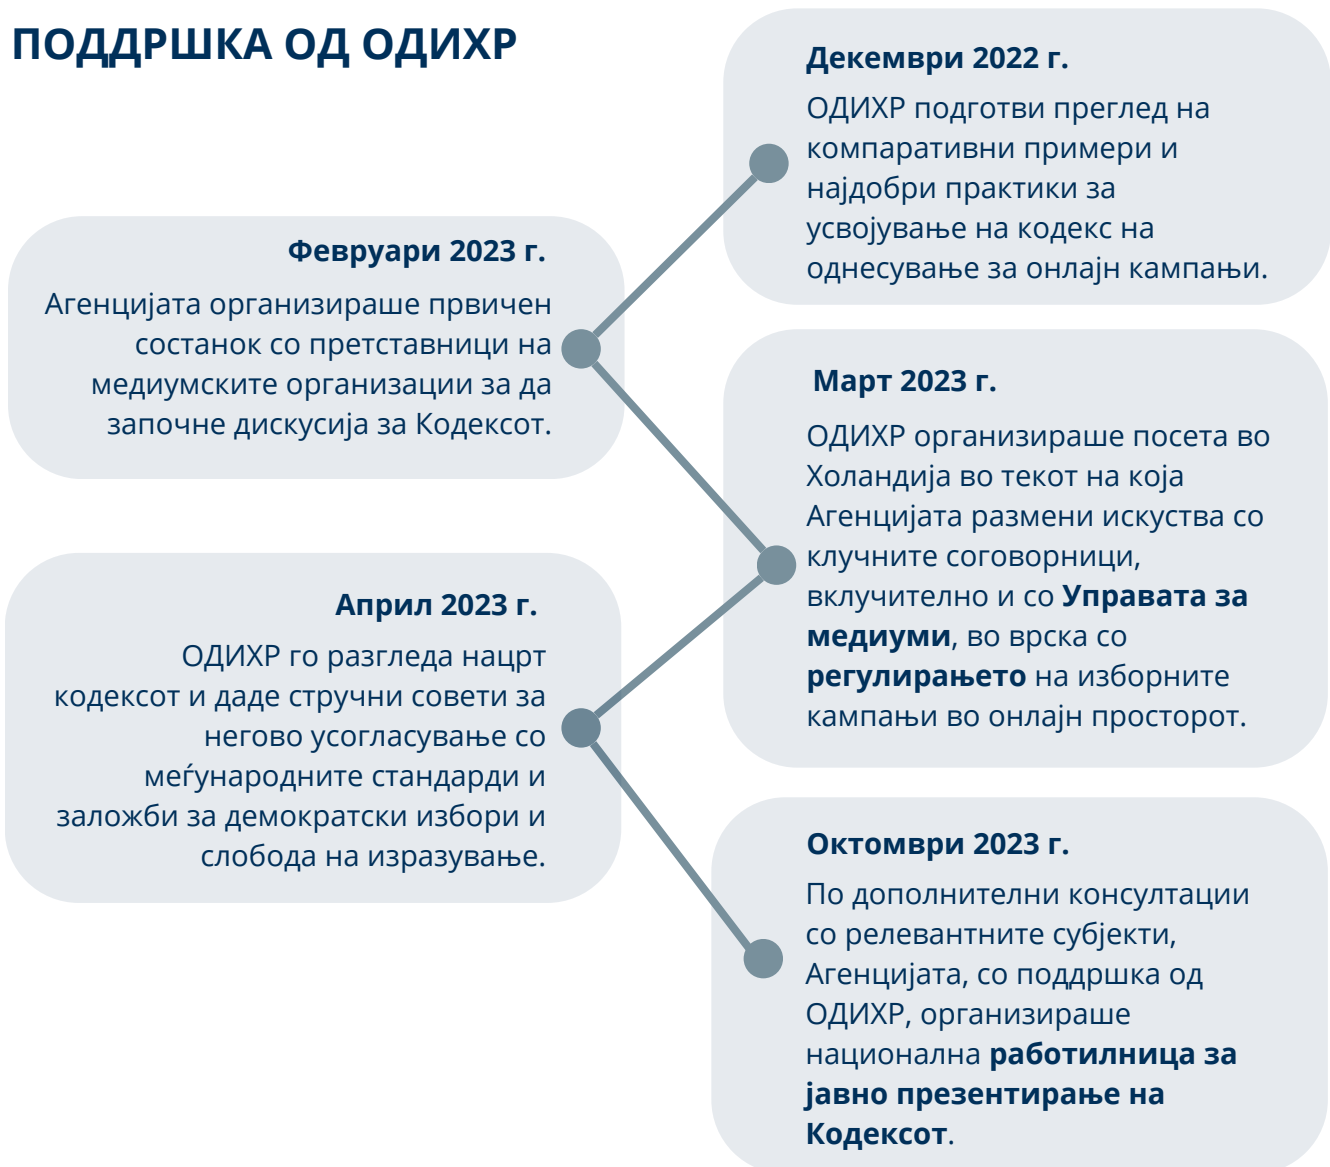 ПОДДРШКА ОД ОДИХР
Декември 2022 г.
ОДИХР подготви преглед на
компаративни примери и
најдобри практики за
усвојување на кодекс на
однесување за онлајн кампањи.
Февруари 2023 г.
Агенцијата организираше првичен
состанок со претставници на
медиумските организации за да
започне дискусија за Кодексот.
Март 2023 г.
ОДИХР организираше посета во
Холандија во текот на која
Агенцијата размени искуства со
клучните соговорници,
вклучително и со Управата за
медиуми, во врска со
регулирањето на изборните
кампањи во онлајн просторот.
Април 2023 г.
ОДИХР го разгледа нацрт
кодексот и даде стручни совети за
негово усогласување со
меѓународните стандарди и
заложби за демократски избори и
слобода на изразување.
Октомври 2023 г.
По дополнителни консултации
со релевантните субјекти,
Агенцијата, со поддршка од
ОДИХР, организираше
национална работилница за
јавно презентирање на
Кодексот.